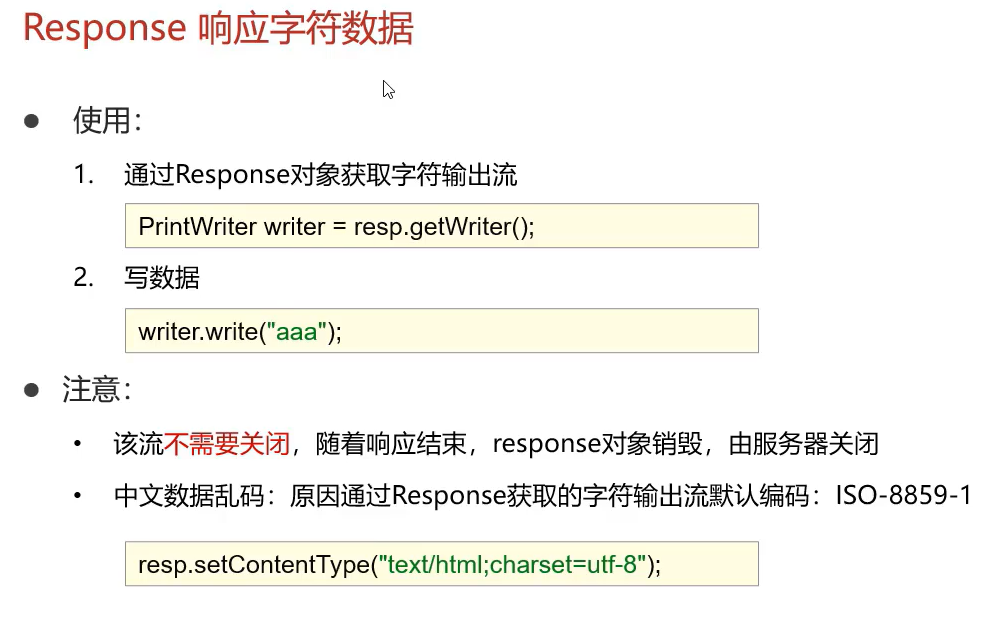 Response 响应字符数据
● 使用：
1. 通过Response对象获取字符输出流
PrintWriter writer = resp.getWriter();
2. 写数据
writer.write("aaa");
● 注意：
• 该流不需要关闭，随着响应结束，response对象销毁，由服务器关闭
• 中文数据乱码：原因通过Response获取的字符输出流默认编码：ISO-8859-1
resp.setContentType("text/html;charset=utf-8");